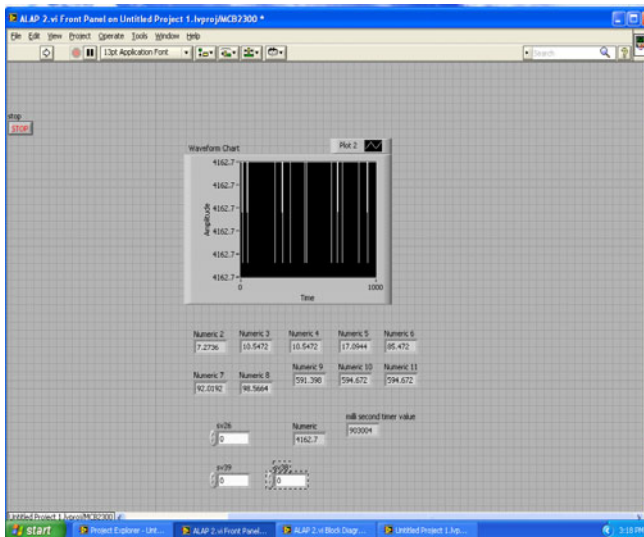 ALAP 2.vi Front Panel on Untitled Project 1.lvproj/MCB2300 *
File Edit View Project Operate Tools Window Help
13pt Application Font
Search
stop
STOP
Waveform Chart
Plot 2
4162.7
4162.7
4162.7
4162.7
4162.7
4162.7
Amplitude
0
1000
Time
Numeric 2 Numeric 3 Numeric 4 Numeric 5 Numeric 6
7.2736 10.5472 10.5472 17.0944 85.472
Numeric 7 Numeric 8 Numeric 9 Numeric 10 Numeric 11
92.0192 98.5664 591.398 594.672 594.672
sv26 Numeric milli second timer value
0 4162.7 903004
sv39
0 0
Untitled Project 1.lvproj/MCB2300
start Project Explorer - Unt... ALAP 2.vi Front Panel... ALAP 2.vi Block Diagr... Untitled Project 1.lvp... 3:18 PM